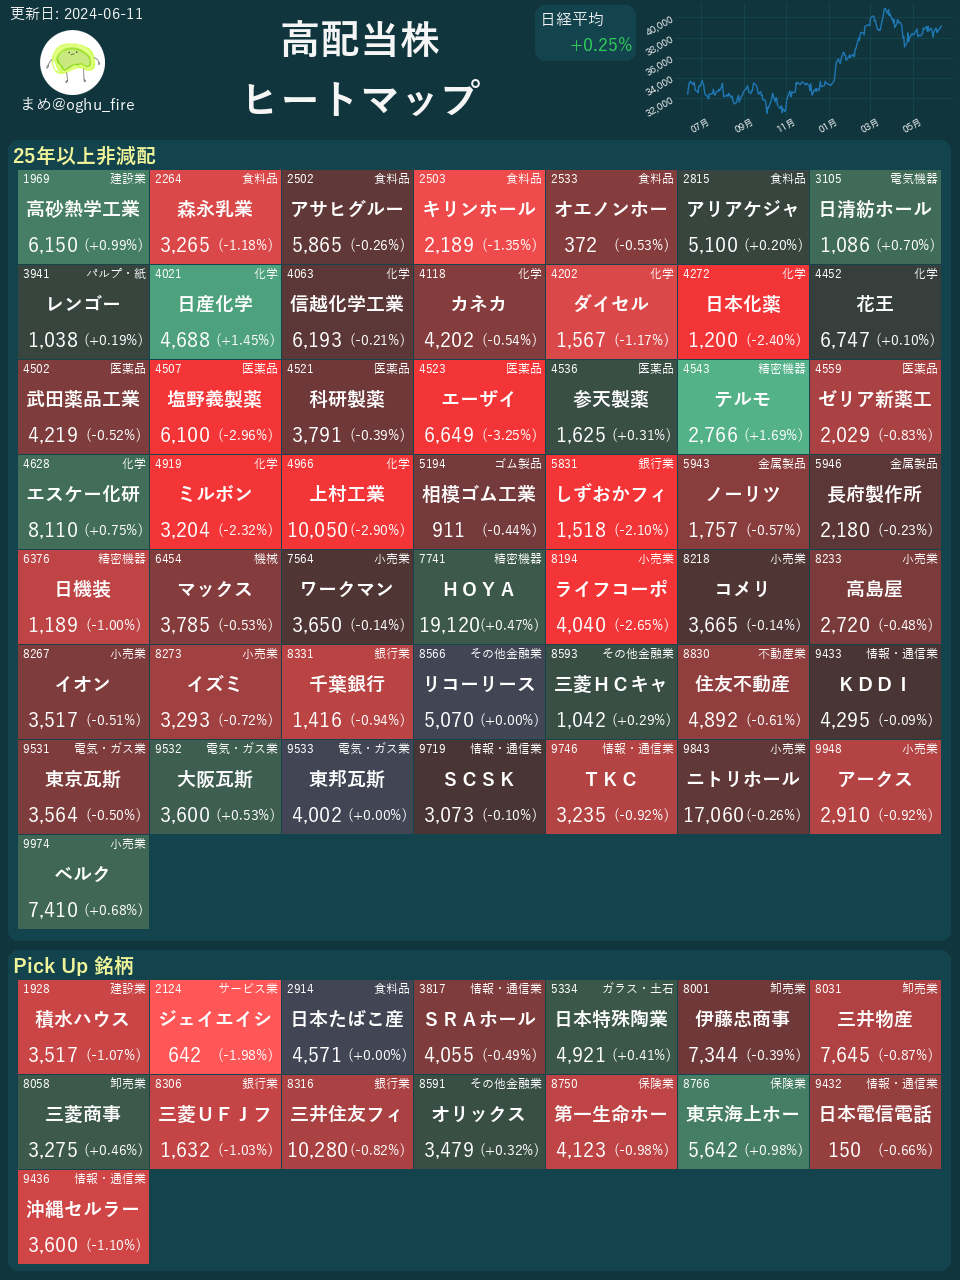 更新日: 2024-06-11
まめ@oghu_fire
高配当株
ヒートマップ
日経平均
+0.25%
40,000
38,000
36,000
34,000
32,000
07月 09月 11月 01月 03月 05月
25年以上非減配
1969 建設業 2264 食料品 2502 食料品 2503 食料品 2533 食料品 2815 食料品 3105 電気機器
高砂熱学工業 森永乳業 アサヒグルー キリンホール オエノンホー アリアケジャ 日清紡ホール
6,150 (+0.99%) 3,265 (-1.18%) 5,865 (-0.26%) 2,189 (-1.35%) 372 (-0.53%) 5,100 (+0.20%) 1,086 (+0.70%)
3941 パルプ・紙 4021 化学 4063 化学 4118 化学 4202 化学 4272 化学 4452 化学
レンゴー 日産化学 信越化学工業 カネカ ダイセル 日本化薬 花王
1,038 (+0.19%) 4,688 (+1.45%) 6,193 (-0.21%) 4,202 (-0.54%) 1,567 (-1.17%) 1,200 (-2.40%) 6,747 (+0.10%)
4502 医薬品 4507 医薬品 4521 医薬品 4523 医薬品 4536 医薬品 4543 精密機器 4559 医薬品
武田薬品工業 塩野義製薬 科研製薬 エーザイ 参天製薬 テルモ ゼリア新薬工
4,219 (-0.52%) 6,100 (-2.96%) 3,791 (-0.39%) 6,649 (-3.25%) 1,625 (+0.31%) 2,766 (+1.69%) 2,029 (-0.83%)
4628 化学 4919 化学 4966 化学 5194 ゴム製品 5831 銀行業 5943 金属製品 5946 金属製品
エスケー化研 ミルボン 上村工業 相模ゴム工業 しずおかフィ ノーリツ 長府製作所
8,110 (+0.75%) 3,204 (-2.32%) 10,050 (-2.90%) 911 (-0.44%) 1,518 (-2.10%) 1,757 (-0.57%) 2,180 (-0.23%)
6376 精密機器 6454 機械 7564 小売業 7741 精密機器 8194 小売業 8218 小売業 8233 小売業
日機装 マックス ワークマン ＨＯＹＡ ライフコーポ コメリ 高島屋
1,189 (-1.00%) 3,785 (-0.53%) 3,650 (-0.14%) 19,120 (+0.47%) 4,040 (-2.65%) 3,665 (-0.14%) 2,720 (-0.48%)
8267 小売業 8273 小売業 8331 銀行業 8566 その他金融業 8593 その他金融業 8830 不動産業 9433 情報・通信業
イオン イズミ 千葉銀行 リコーリース 三菱ＨＣキャ 住友不動産 ＫＤＤＩ
3,517 (-0.51%) 3,293 (-0.72%) 1,416 (-0.94%) 5,070 (+0.00%) 1,042 (+0.29%) 4,892 (-0.61%) 4,295 (-0.09%)
9531 電気・ガス業 9532 電気・ガス業 9533 電気・ガス業 9719 情報・通信業 9746 情報・通信業 9843 小売業 9948 小売業
東京瓦斯 大阪瓦斯 東邦瓦斯 ＳＣＳＫ ＴＫＣ ニトリホール アークス
3,564 (-0.50%) 3,600 (+0.53%) 4,002 (+0.00%) 3,073 (-0.10%) 3,235 (-0.92%) 17,060 (-0.26%) 2,910 (-0.92%)
9974 小売業
ベルク
7,410 (+0.68%)
Pick Up 銘柄
1928 建設業 2124 サービス業 2914 食料品 3817 情報・通信業 5334 ガラス・土石 8001 卸売業 8031 卸売業
積水ハウス ジェイエイシ 日本たばこ産 ＳＲＡホール 日本特殊陶業 伊藤忠商事 三井物産
3,517 (-1.07%) 642 (-1.98%) 4,571 (+0.00%) 4,055 (-0.49%) 4,921 (+0.41%) 7,344 (-0.39%) 7,645 (-0.87%)
8058 卸売業 8306 銀行業 8316 銀行業 8591 その他金融業 8750 保険業 8766 保険業 9432 情報・通信業
三菱商事 三菱ＵＦＪフ 三井住友フィ オリックス 第一生命ホー 東京海上ホー 日本電信電話
3,275 (+0.46%) 1,632 (-1.03%) 10,280 (-0.82%) 3,479 (+0.32%) 4,123 (-0.98%) 5,642 (+0.98%) 150 (-0.66%)
9436 情報・通信業
沖縄セルラー
3,600 (-1.10%)